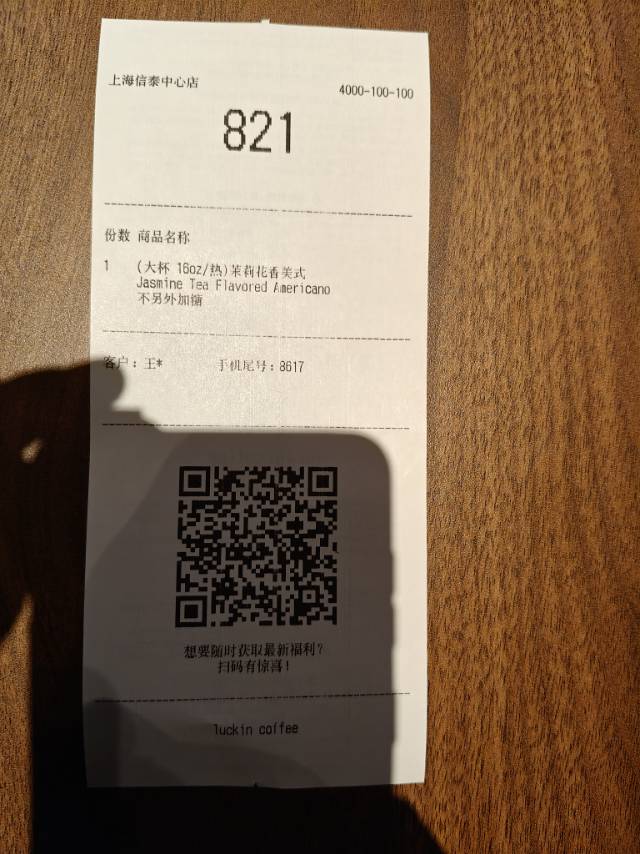 上海信泰中心店
4000-100-100
821
份数 商品名称
1 (大杯 16oz/热)茉莉花香美式
Jasmine Tea Flavored Americano
不另外加糖
客户:王* 手机尾号:8617
想要随时获取最新福利?
扫码有惊喜!
luckin coffee